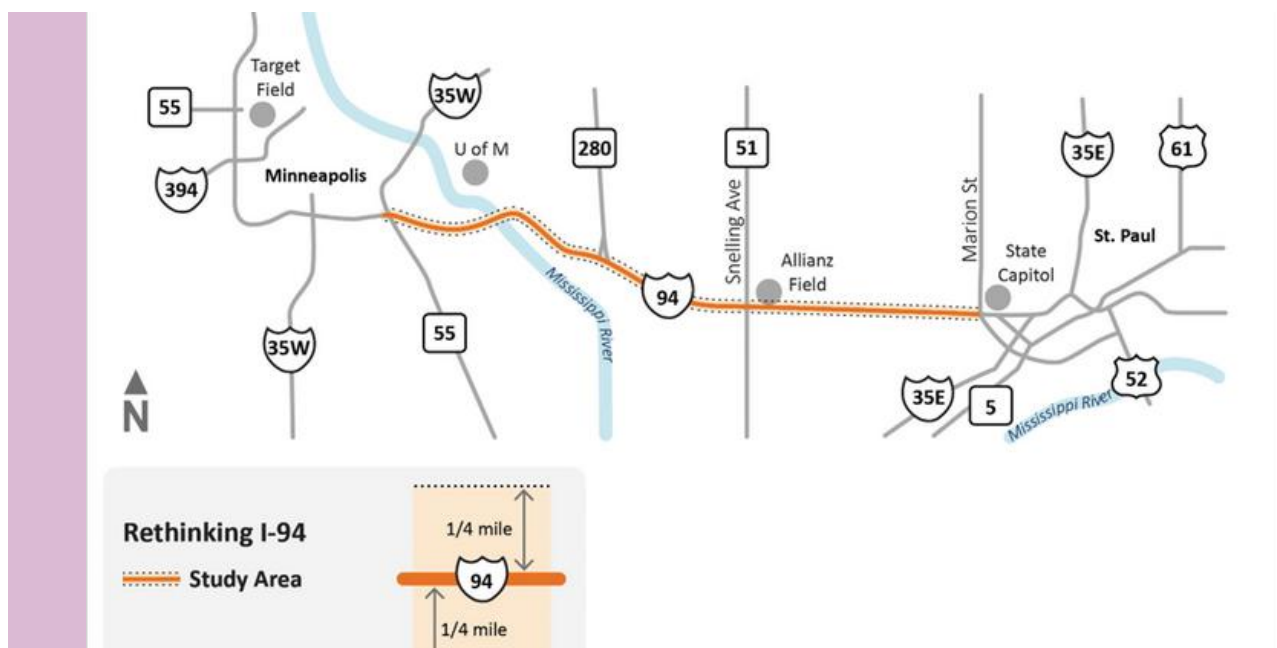 Target
Field
55
35W
394
Minneapolis
U of M
280
51
Snelling Ave
Marion St
35E
61
St. Paul
State
Capitol
Allianz
Field
94
Mississippi River
35W
55
N
35E
5
52
Mississippi River
Rethinking I-94
Study Area
1/4 mile
94
1/4 mile